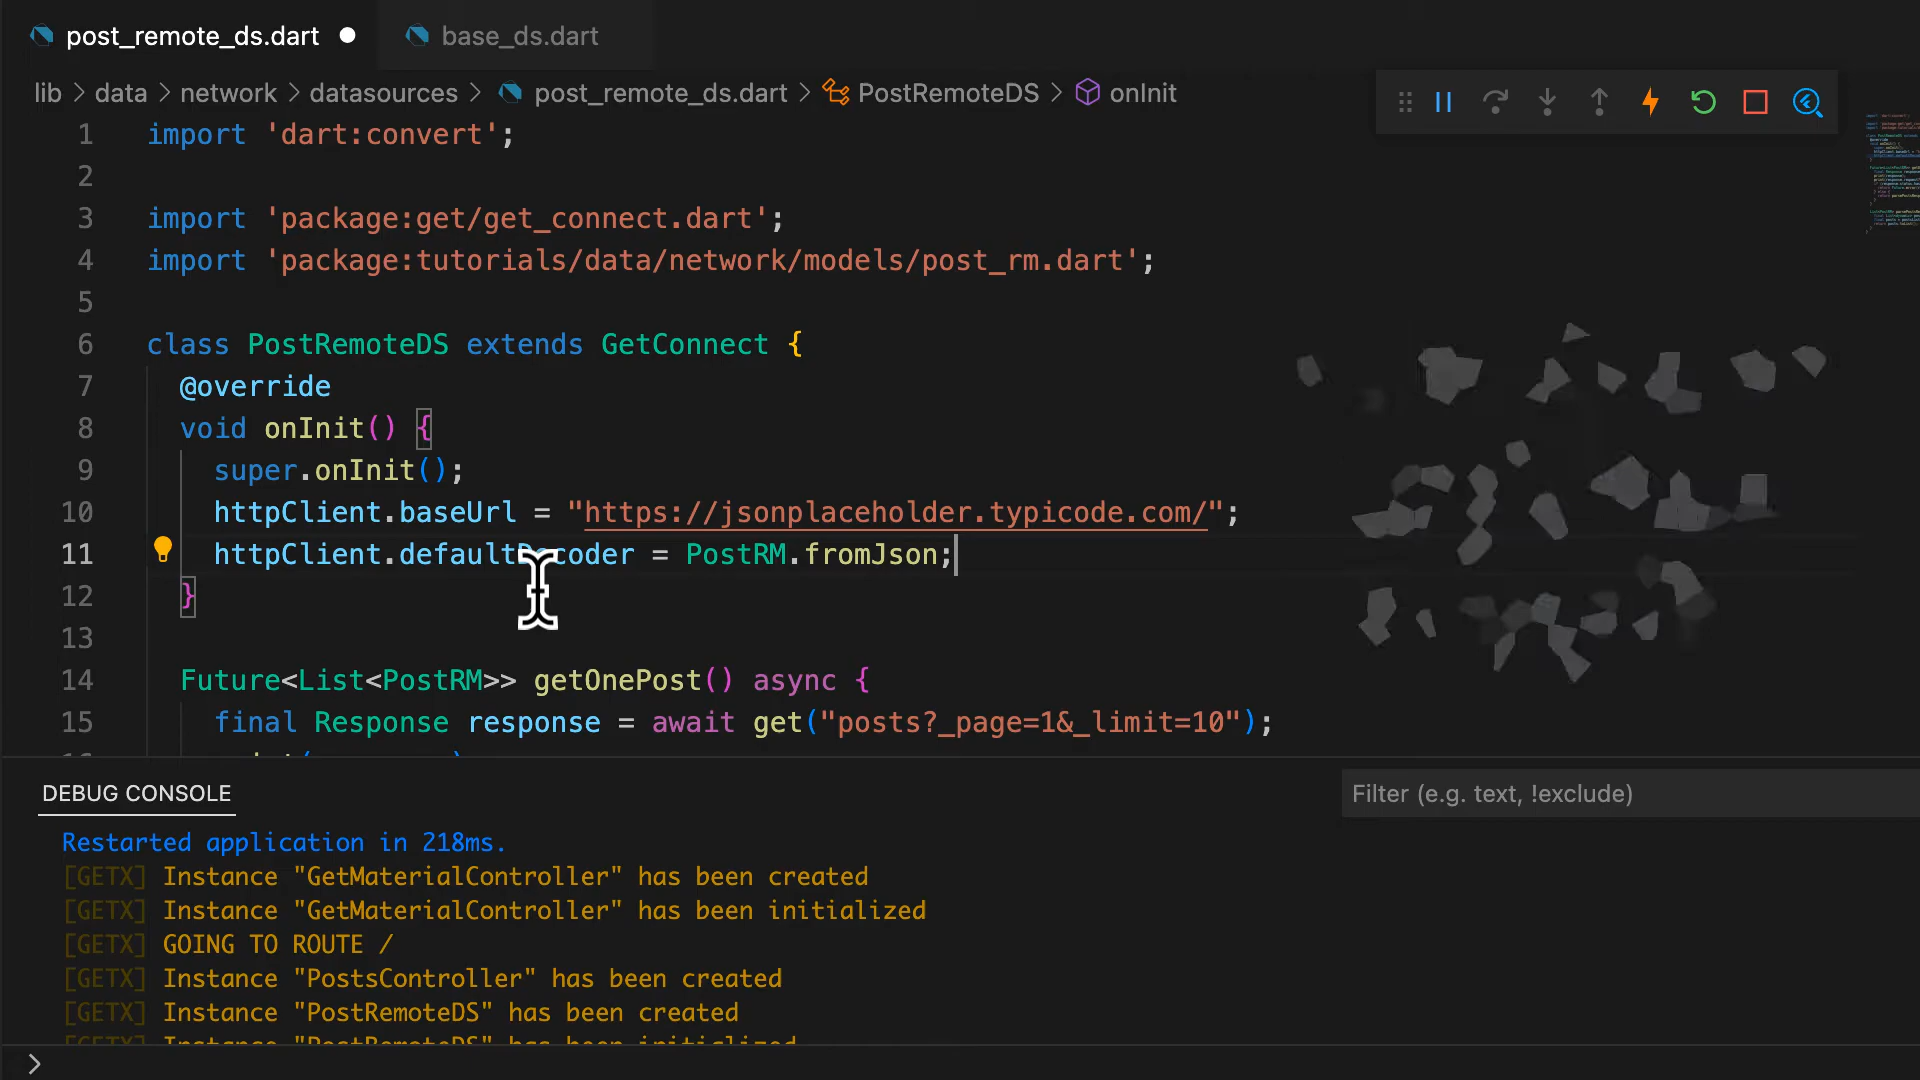 post_remote_ds.dart
base_ds.dart
lib > data > network > datasources > post_remote_ds.dart > PostRemoteDS > onInit
1 import 'dart:convert';
2
3 import 'package:get/get_connect.dart';
4 import 'package:tutorials/data/network/models/post_rm.dart';
5
6 class PostRemoteDS extends GetConnect {
7 @override
8 void onInit() {
9 super.onInit();
10 httpClient.baseUrl = "https://jsonplaceholder.typicode.com/";
11 httpClient.defaultDecoder = PostRM.fromJson;
12 }
13
14 Future<List<PostRM>> getOnePost() async {
15 final Response response = await get("posts?_page=1&_limit=10");
DEBUG CONSOLE
Filter (e.g. text, !exclude)
Restarted application in 218ms.
[GETX] Instance "GetMaterialController" has been created
[GETX] Instance "GetMaterialController" has been initialized
[GETX] GOING TO ROUTE /
[GETX] Instance "PostsController" has been created
[GETX] Instance "PostRemoteDS" has been created
[GETX] Instance "PostRemoteDS" has been initialized
>